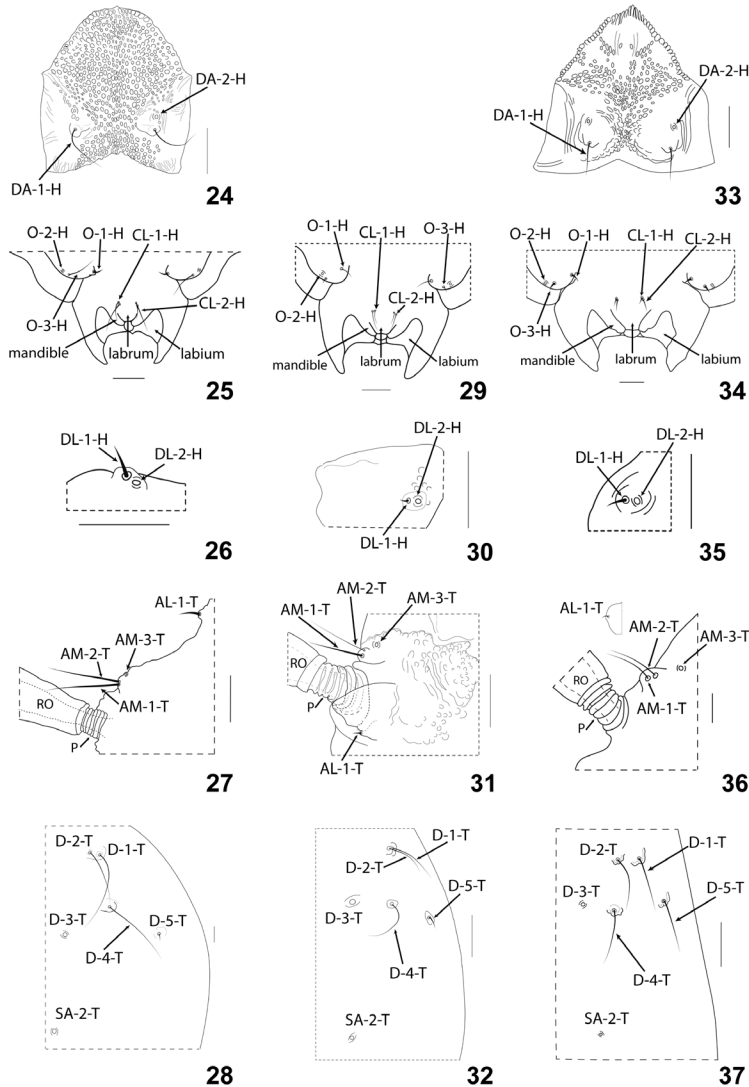 DA-2-H
DA-1-H
24
DA-2-H
DA-1-H
33
O-2-H
O-1-H
CL-1-H
CL-2-H
O-3-H
mandible
labrum
labium
25
O-1-H
CL-1-H
O-3-H
CL-2-H
O-2-H
mandible
labrum
labium
29
O-2-H
O-1-H
CL-1-H
CL-2-H
O-3-H
mandible
labrum
labium
34
DL-1-H
DL-2-H
26
DL-2-H
DL-1-H
30
DL-2-H
DL-1-H
35
AL-1-T
AM-3-T
AM-2-T
AM-1-T
RO
P
27
AM-2-T
AM-1-T
AM-3-T
RO
P
AL-1-T
31
AL-1-T
AM-2-T
AM-3-T
RO
AM-1-T
P
36
D-2-T
D-1-T
D-3-T
D-5-T
D-4-T
SA-2-T
28
D-1-T
D-2-T
D-5-T
D-3-T
D-4-T
SA-2-T
32
D-2-T
D-1-T
D-3-T
D-5-T
D-4-T
SA-2-T
37